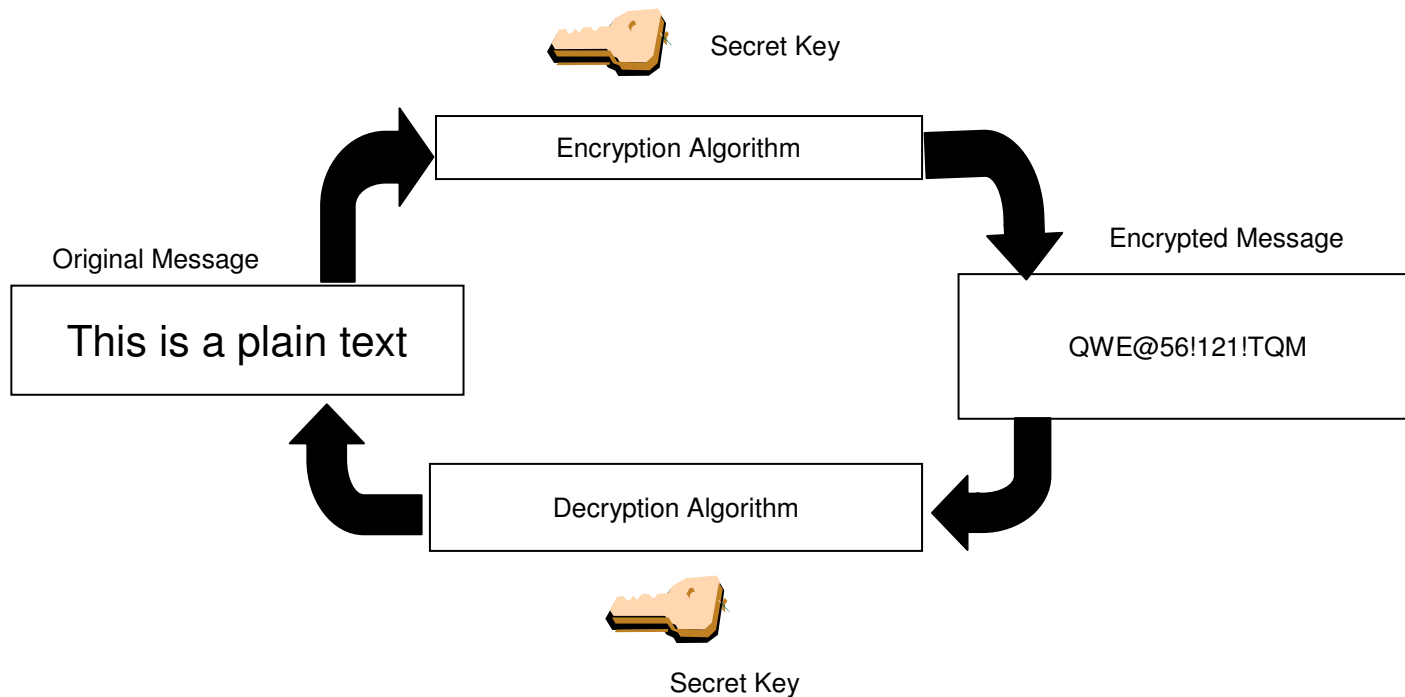 Secret Key
Encryption Algorithm
Original Message
Encrypted Message
This is a plain text
QWE@56!121!TQM
Decryption Algorithm
Secret Key